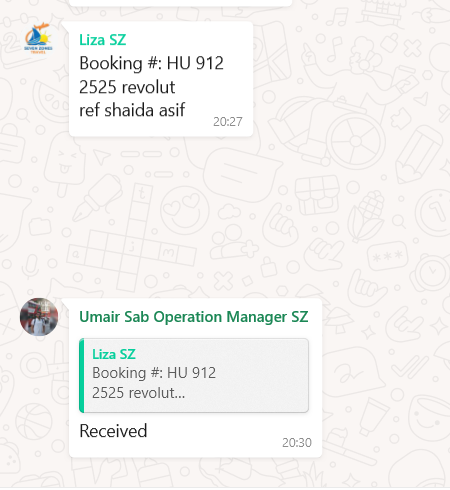 SEVEN ZONES
TRAVEL
Liza SZ
Booking #: HU 912
2525 revolut
ref shaida asif
20:27
Umair Sab Operation Manager SZ
Liza SZ
Booking #: HU 912
2525 revolut...
Received
20:30